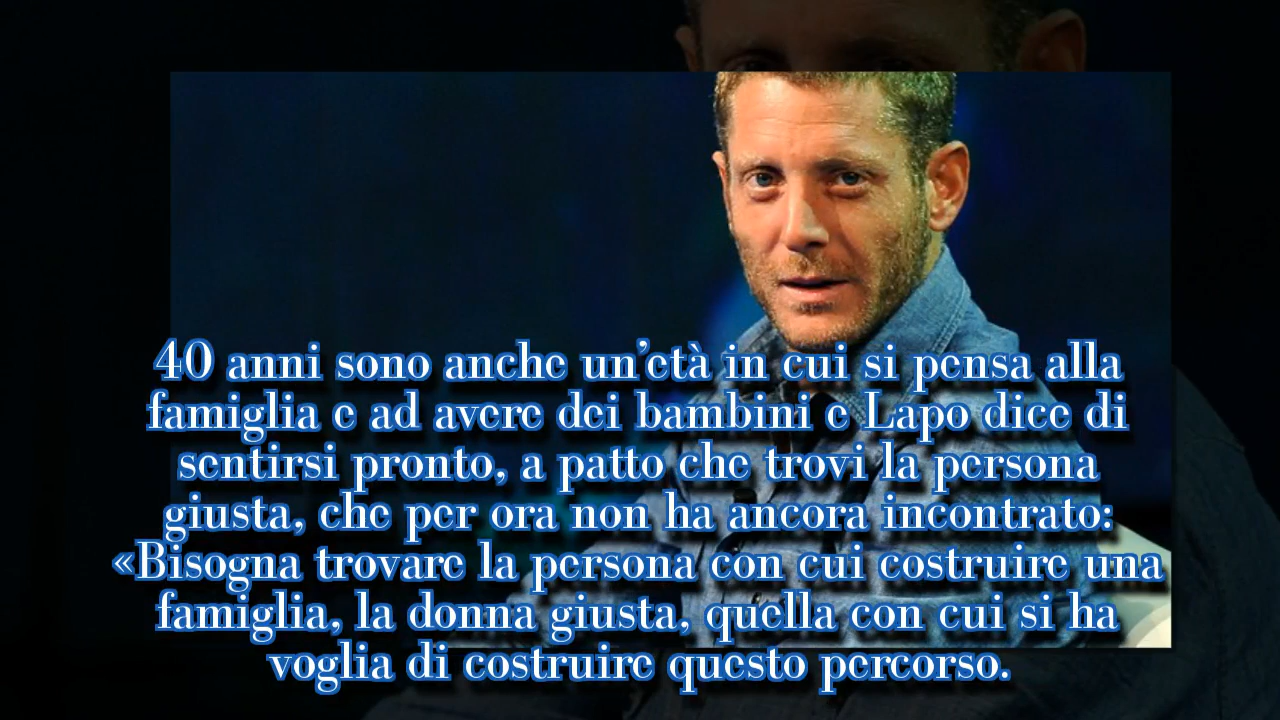 40 anni sono anche un'età in cui si pensa alla
famiglia e ad avere dei bambini e Lapo dice di
sentirsi pronto, a patto che trovi la persona
giusta, che per ora non ha ancora incontrato:
«Bisogna trovare la persona con cui costruire una
famiglia, la donna giusta, quella con cui si ha
voglia di costruire questo percorso.